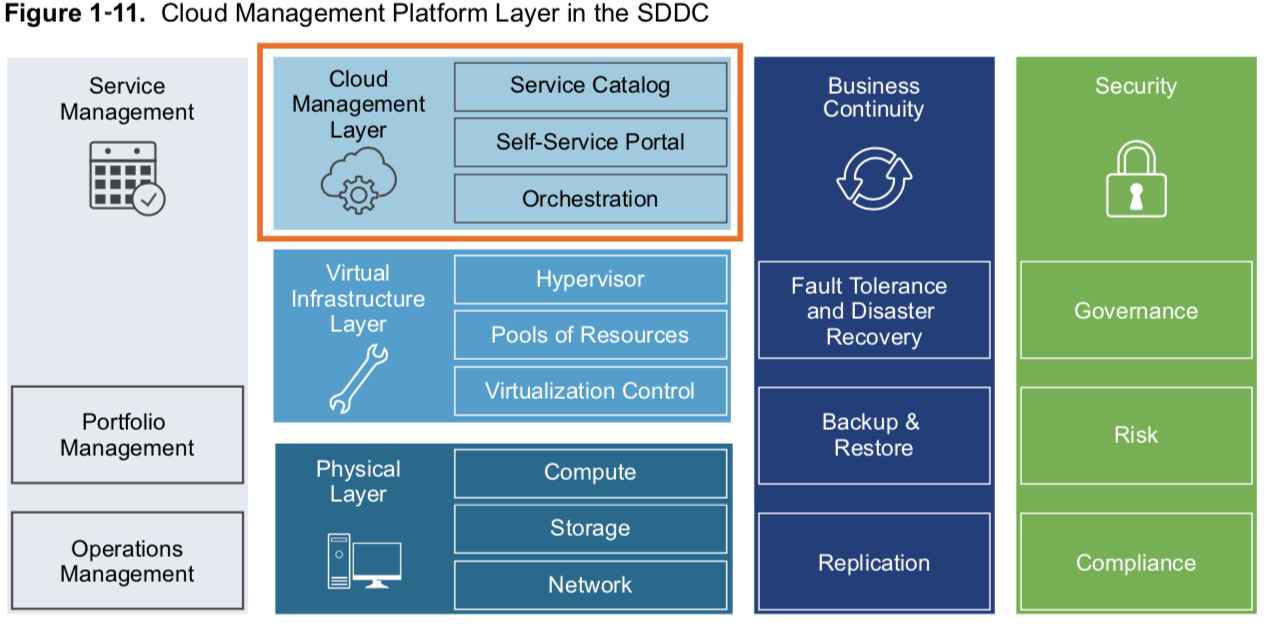 Figure 1-11. Cloud Management Platform Layer in the SDDC
Service
Management
Portfolio
Management
Operations
Management
Cloud
Management
Layer
Service Catalog
Self-Service Portal
Orchestration
Virtual
Infrastructure
Layer
Hypervisor
Pools of Resources
Virtualization Control
Physical
Layer
Compute
Storage
Network
Business
Continuity
Fault Tolerance
and Disaster
Recovery
Backup &
Restore
Replication
Security
Governance
Risk
Compliance